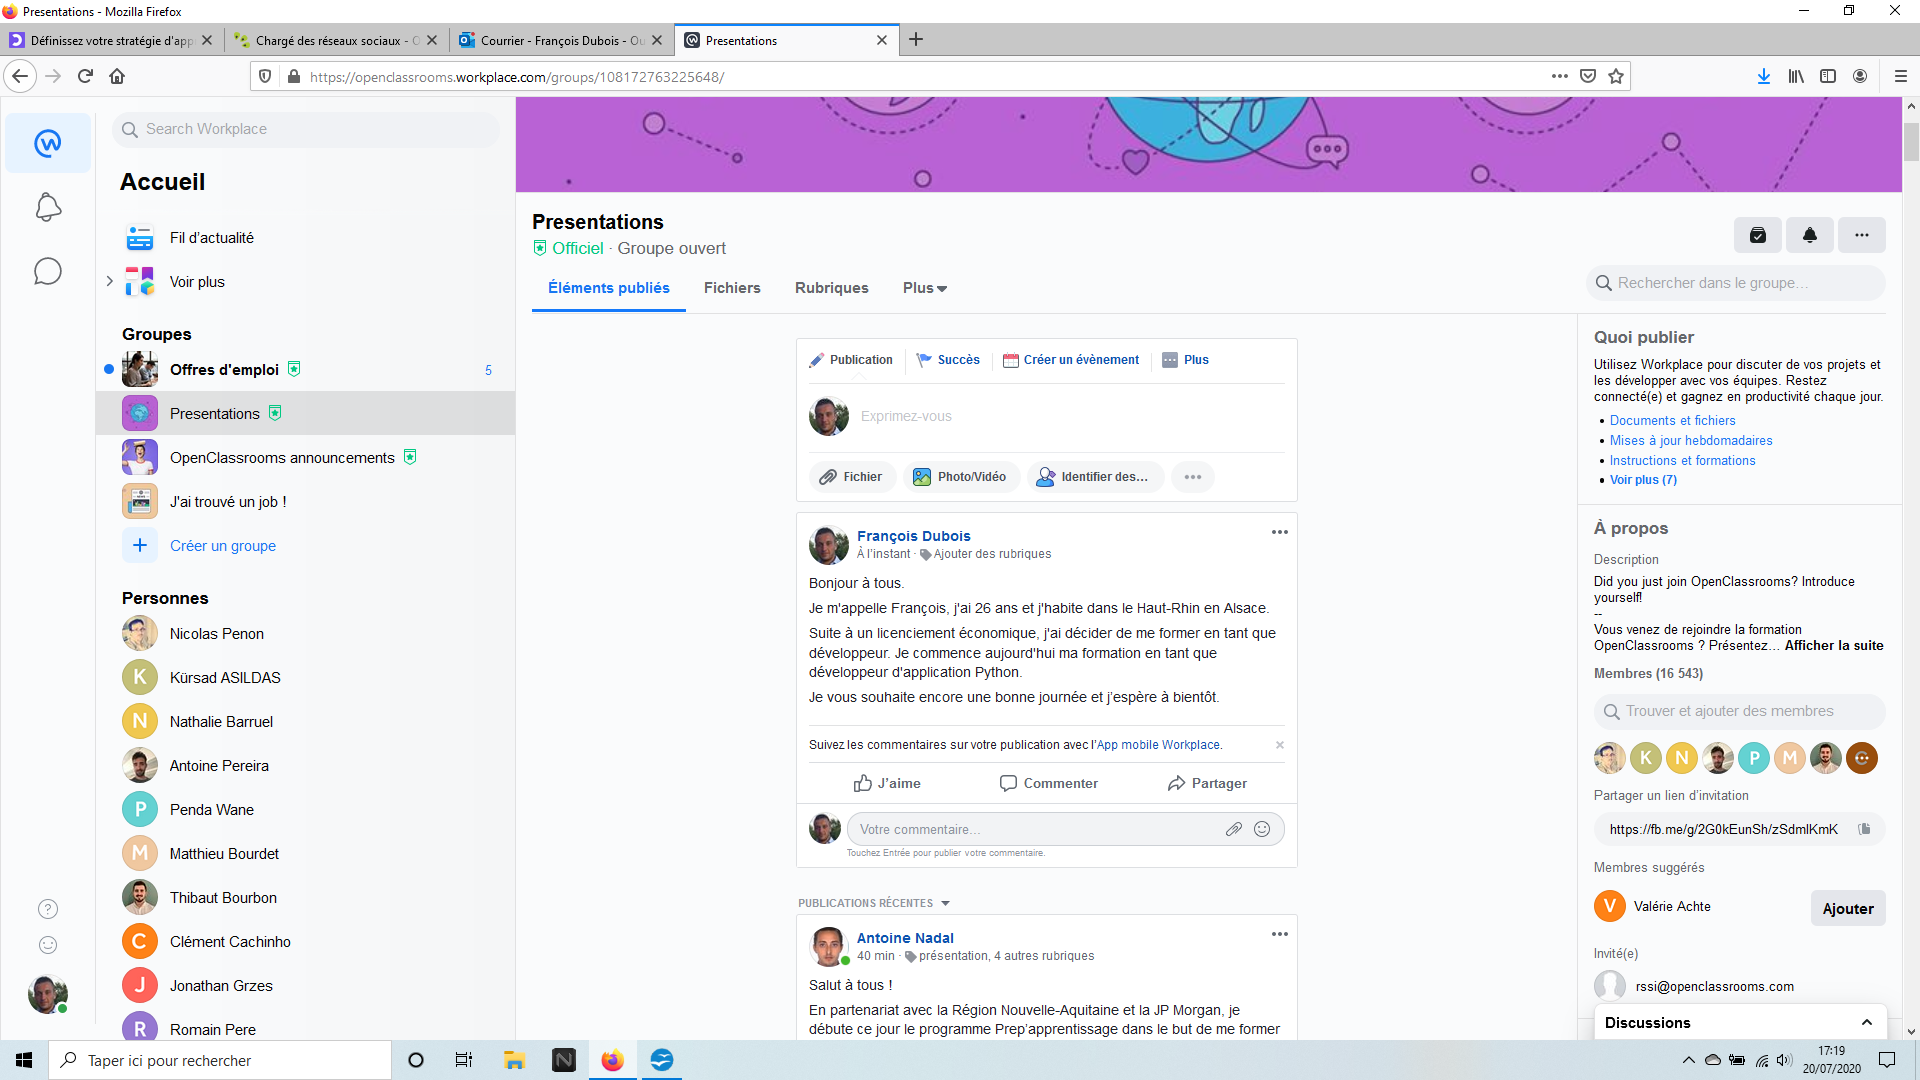 Presentations - Mozilla Firefox
Définissez votre stratégie d'app
Chargé des réseaux sociaux - O
Courrier - François Dubois - Ou
Presentations
https://openclassrooms.workplace.com/groups/108172763225648/
Search Workplace
Accueil
Fil d'actualité
Voir plus
Groupes
Offres d'emploi
5
Presentations
OpenClassrooms announcements
J'ai trouvé un job !
Créer un groupe
Personnes
Nicolas Penon
K
Kürsad ASILDAS
N
Nathalie Barruel
Antoine Pereira
P
Penda Wane
M
Matthieu Bourdet
Thibaut Bourbon
C
Clément Cachinho
J
Jonathan Grzes
R
Romain Pere
Presentations
Officiel · Groupe ouvert
Éléments publiés
Fichiers
Rubriques
Plus
Rechercher dans le groupe…
Publication
Succès
Créer un évènement
Plus
Exprimez-vous
Fichier
Photo/Vidéo
Identifier des…
François Dubois
À l'instant · Ajouter des rubriques
Bonjour à tous.
Je m'appelle François, j'ai 26 ans et j'habite dans le Haut-Rhin en Alsace.
Suite à un licenciement économique, j'ai décider de me former en tant que
développeur. Je commence aujourd'hui ma formation en tant que
développeur d'application Python.
Je vous souhaite encore une bonne journée et j'espère à bientôt.
Suivez les commentaires sur votre publication avec l'App mobile Workplace.
J'aime
Commenter
Partager
Votre commentaire…
Touchez Entrée pour publier votre commentaire.
PUBLICATIONS RÉCENTES
Antoine Nadal
40 min · présentation, 4 autres rubriques
Salut à tous !
En partenariat avec la Région Nouvelle-Aquitaine et la JP Morgan, je
débute ce jour le programme Prep'apprentissage dans le but de me former
Quoi publier
Utilisez Workplace pour discuter de vos projets et
les développer avec vos équipes. Restez
connecté(e) et gagnez en productivité chaque jour.
• Documents et fichiers
• Mises à jour hebdomadaires
• Instructions et formations
• Voir plus (7)
À propos
Description
Did you just join OpenClassrooms? Introduce
yourself!
--
Vous venez de rejoindre la formation
OpenClassrooms ? Présentez… Afficher la suite
Membres (16 543)
Trouver et ajouter des membres
K
N
P
M
Partager un lien d'invitation
https://fb.me/g/2G0kEunSh/zSdmlKmK
Membres suggérés
V
Valérie Achte
Ajouter
Invité(e)
rssi@openclassrooms.com
Discussions
Taper ici pour rechercher
17:19
20/07/2020